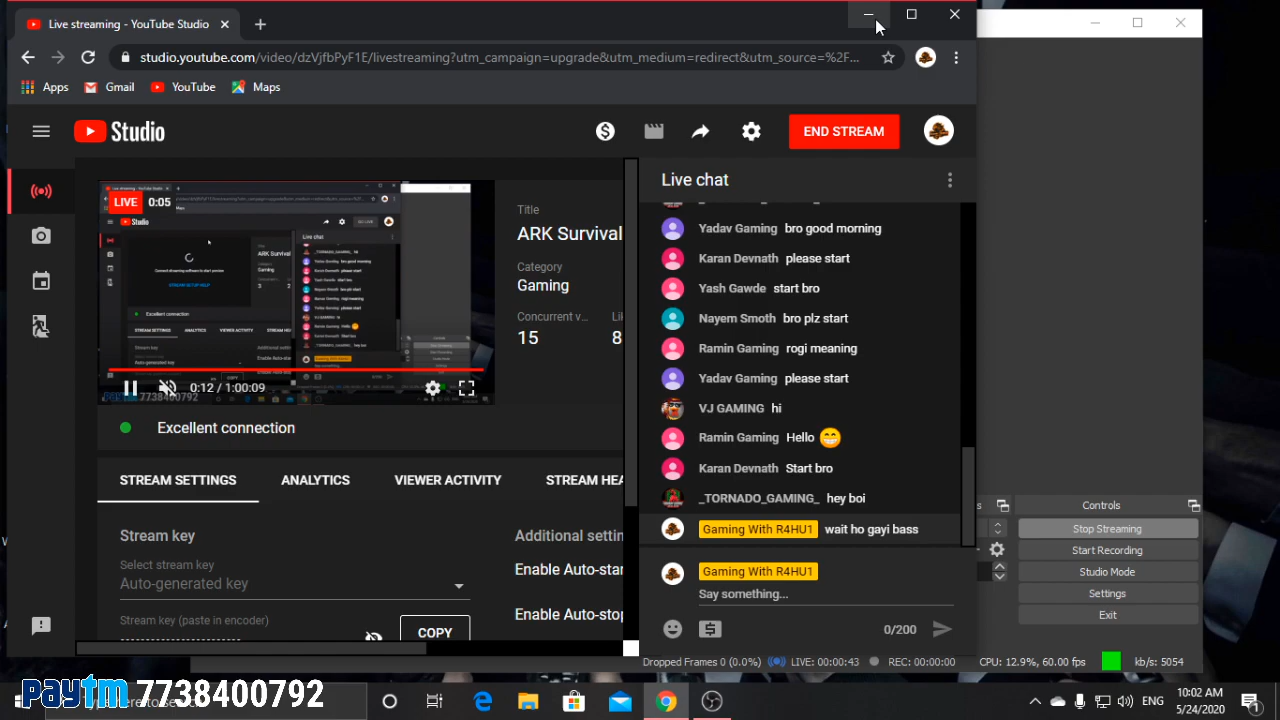 Live streaming - YouTube Studio
studio.youtube.com/video/dzVjfbPyF1E/livestreaming?utm_campaign=upgrade&utm_medium=redirect&utm_source=%2F...
Apps Gmail YouTube Maps
Studio
END STREAM
LIVE 0:05
Title
ARK Survival
Category
Gaming
Concurrent v...
15
8
0:12 / 1:00:09
Excellent connection
STREAM SETTINGS ANALYTICS VIEWER ACTIVITY STREAM HEA
Stream key
Select stream key
Auto-generated key
Stream key (paste in encoder)
COPY
Additional settin
Enable Auto-star
Enable Auto-stop
Live chat
Yadav Gaming bro good morning
Karan Devnath please start
Yash Gawde start bro
Nayem Smoth bro plz start
Ramin Gaming rogi meaning
Yadav Gaming please start
VJ GAMING hi
Ramin Gaming Hello 😁
Karan Devnath Start bro
_TORNADO_GAMING_ hey boi
Gaming With R4HU1 wait ho gayi bass
Gaming With R4HU1
Say something...
0/200
Controls
Stop Streaming
Start Recording
Studio Mode
Settings
Exit
Dropped Frames 0 (0.0%) LIVE: 00:00:43 REC: 00:00:00 CPU: 12.9%, 60.00 fps kb/s: 5054
paytm 7738400792
ENG
10:02 AM
5/24/2020
1